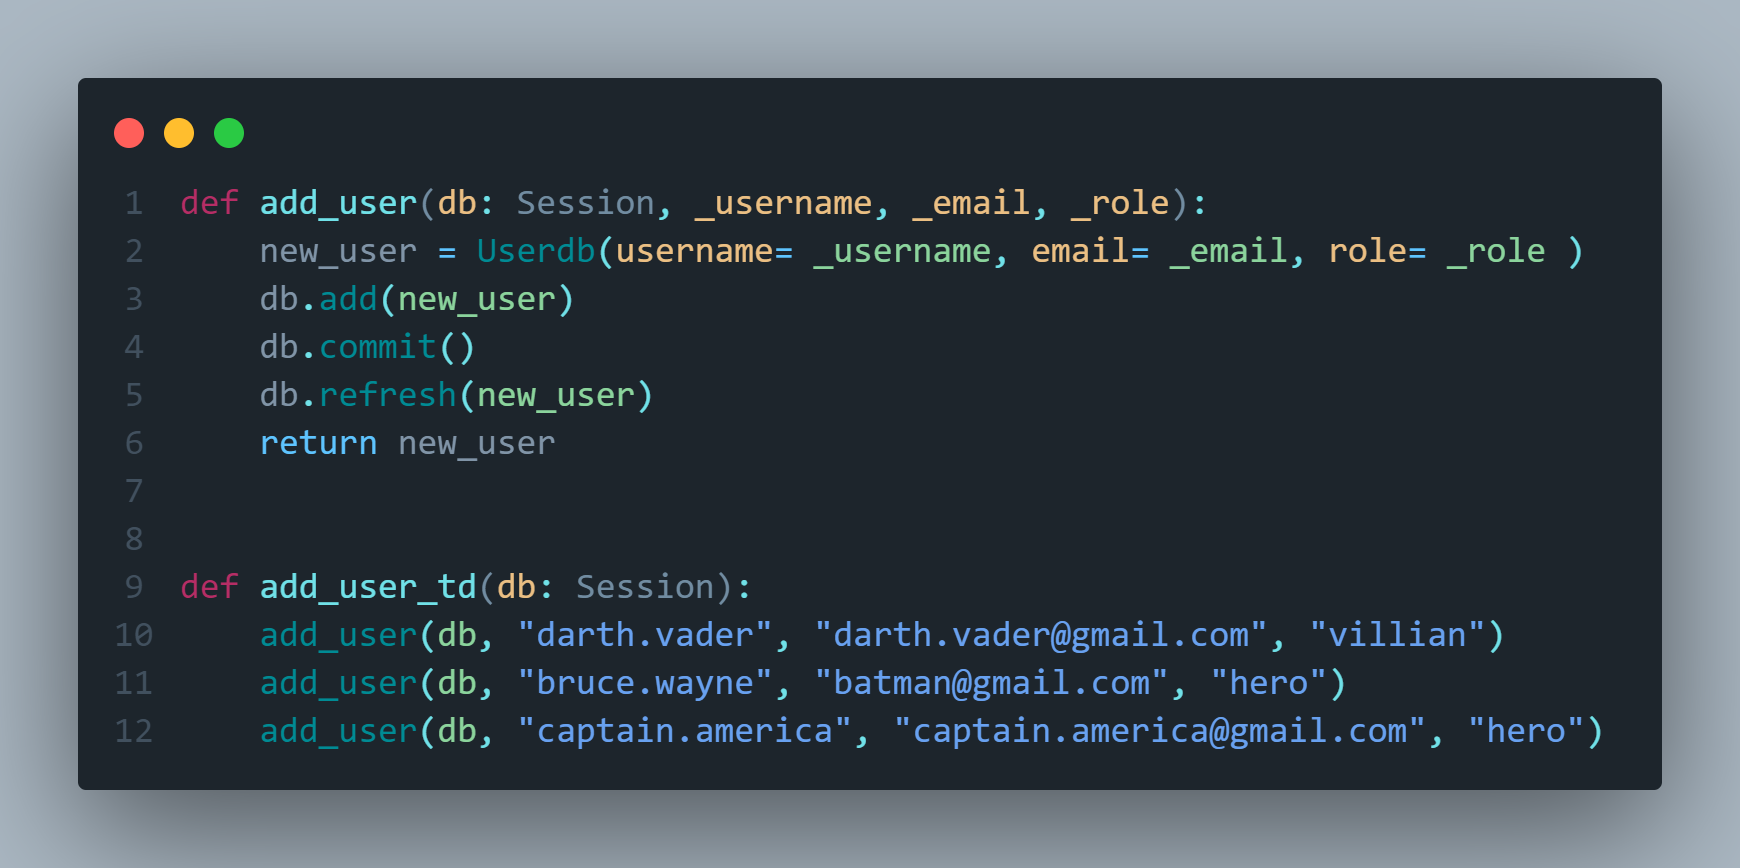 1 def add_user(db: Session, _username, _email, _role):
2     new_user = Userdb(username= _username, email= _email, role= _role )
3     db.add(new_user)
4     db.commit()
5     db.refresh(new_user)
6     return new_user
7
8
9 def add_user_td(db: Session):
10     add_user(db, "darth.vader", "darth.vader@gmail.com", "villian")
11     add_user(db, "bruce.wayne", "batman@gmail.com", "hero")
12     add_user(db, "captain.america", "captain.america@gmail.com", "hero")